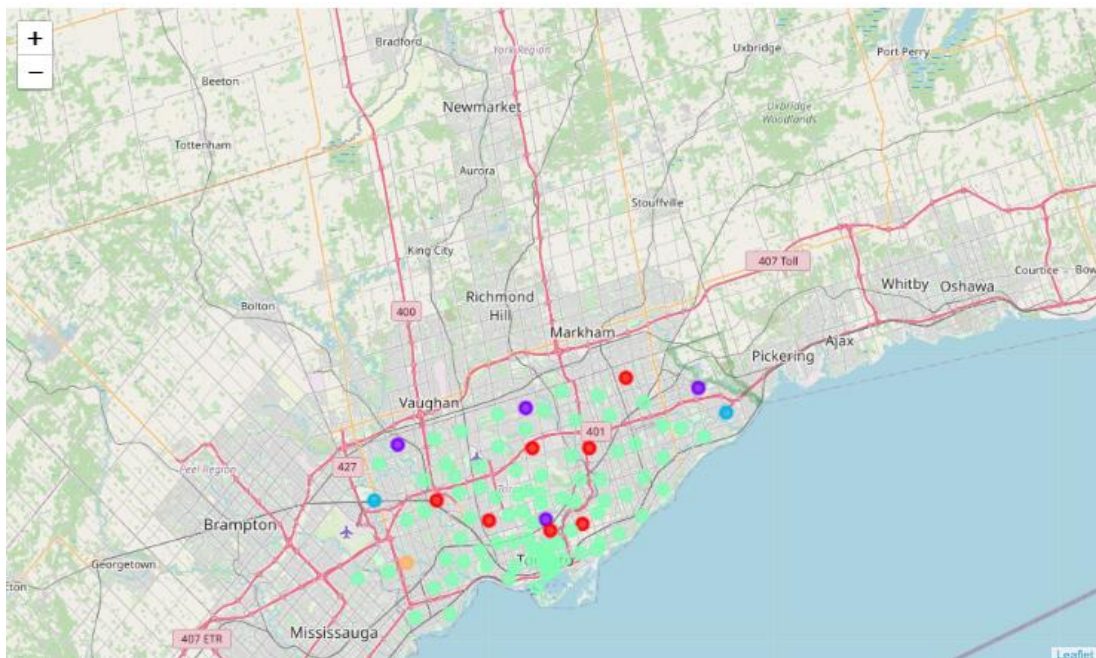 +
−
Bradford
York Region
Uxbridge
Port Perry
Beeton
Newmarket
Uxbridge
Woodlands
Tottenham
Aurora
Stouffville
King City
407 Toll
Whitby
Oshawa
Courtice
Bow
Bolton
Richmond
Hill
400
Markham
Ajax
Pickering
Vaughan
401
427
Peel Region
Brampton
Georgetown
cton
Mississauga
407 ETR
Leaflet